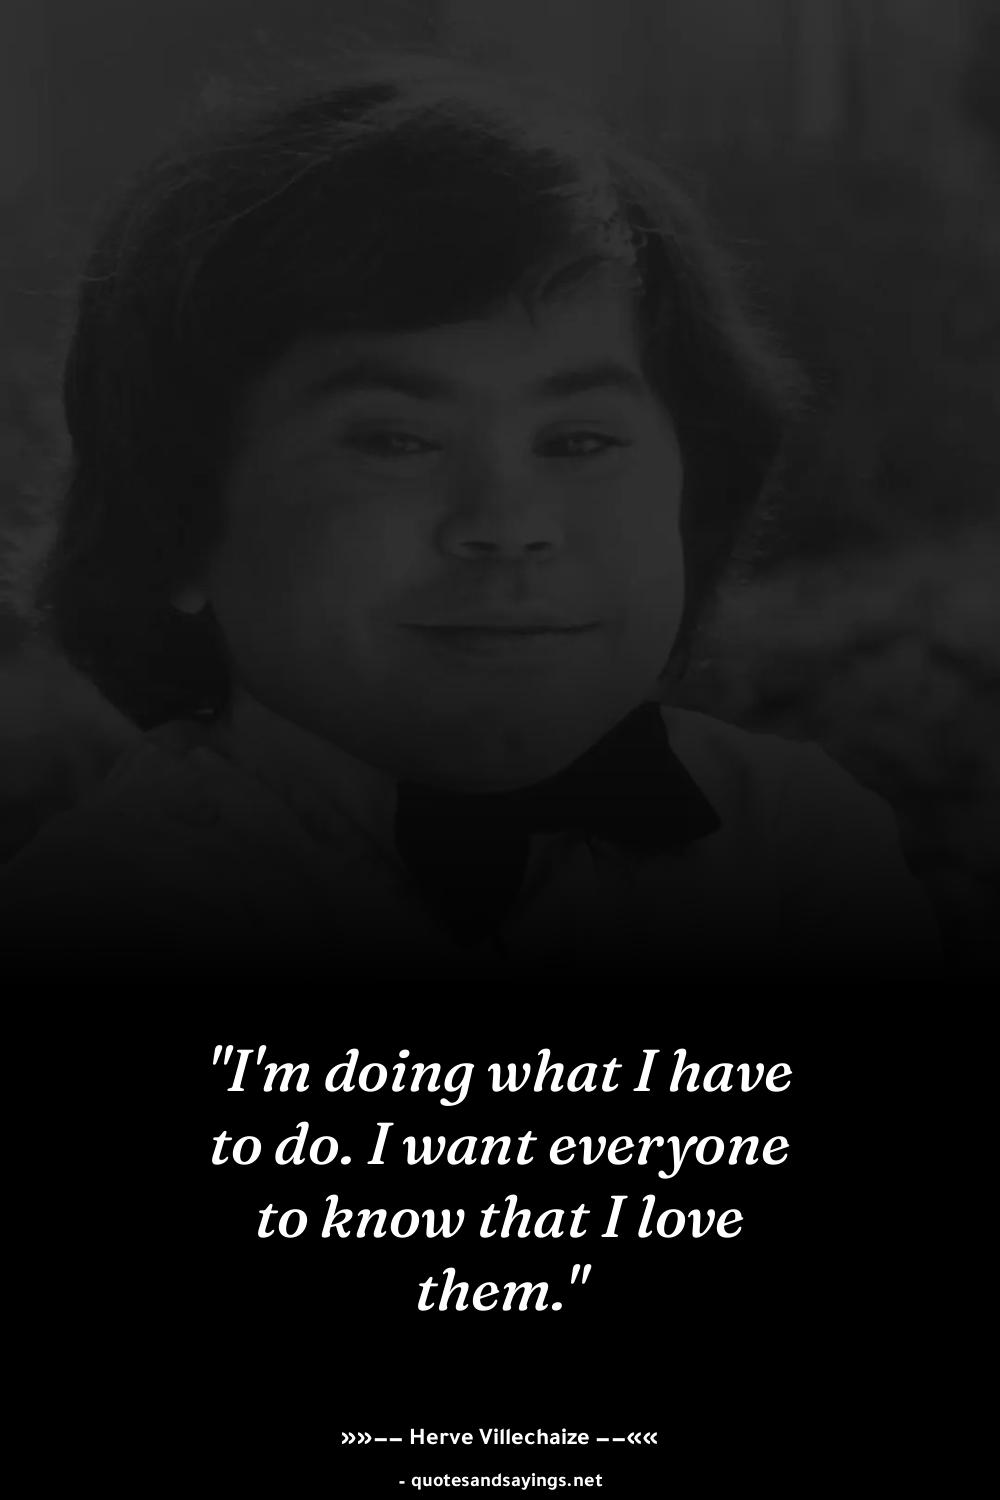 "I'm doing what I have
to do. I want everyone
to know that I love
them."
»»−− Herve Villechaize −−««
- quotesandsayings.net